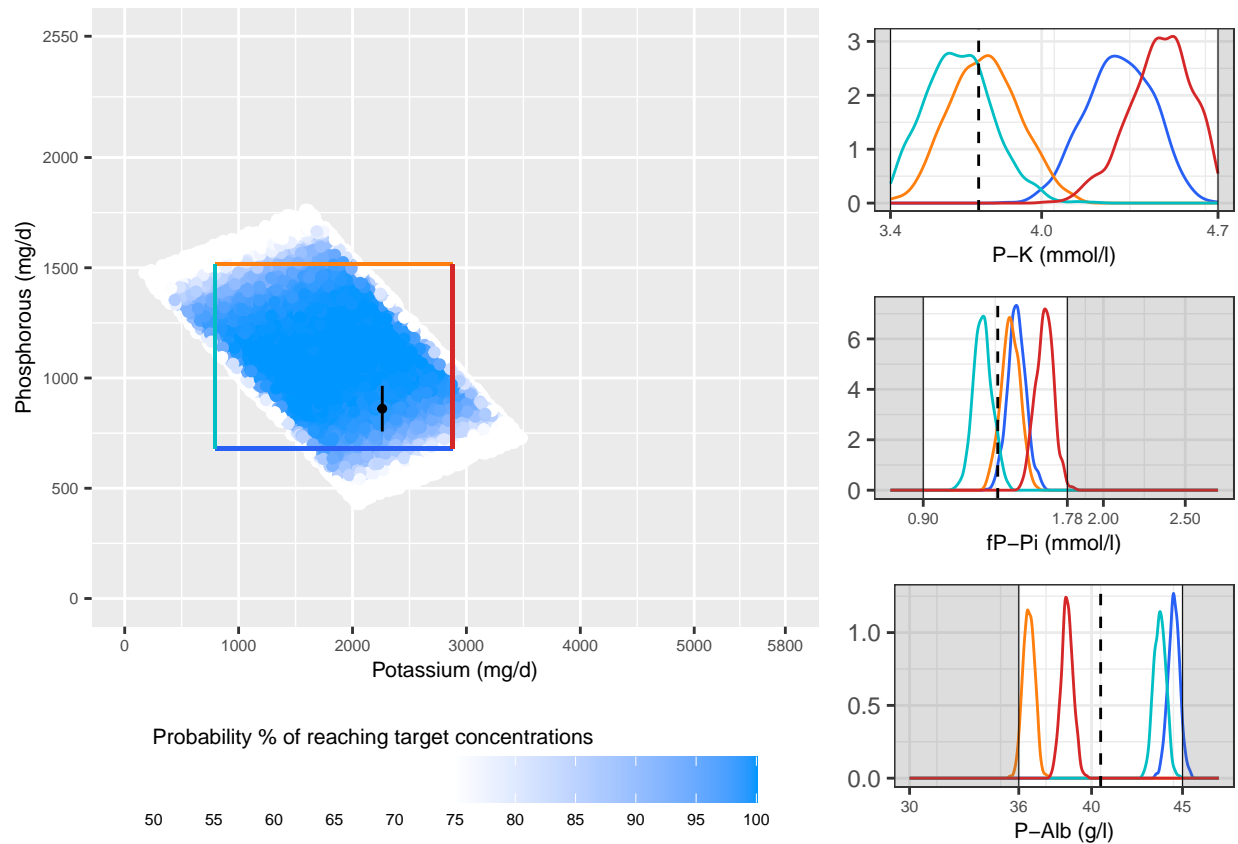 2550
2000
1500
1000
500
0
Phosphorous (mg/d)
0 1000 2000 3000 4000 5000 5800
Potassium (mg/d)
Probability % of reaching target concentrations
50 55 60 65 70 75 80 85 90 95 100
3
2
1
0
3.4 4.0 4.7
P−K (mmol/l)
6
4
2
0
0.90 1.78 2.00 2.50
fP−Pi (mmol/l)
1.0
0.5
0.0
30 36 40 45
P−Alb (g/l)